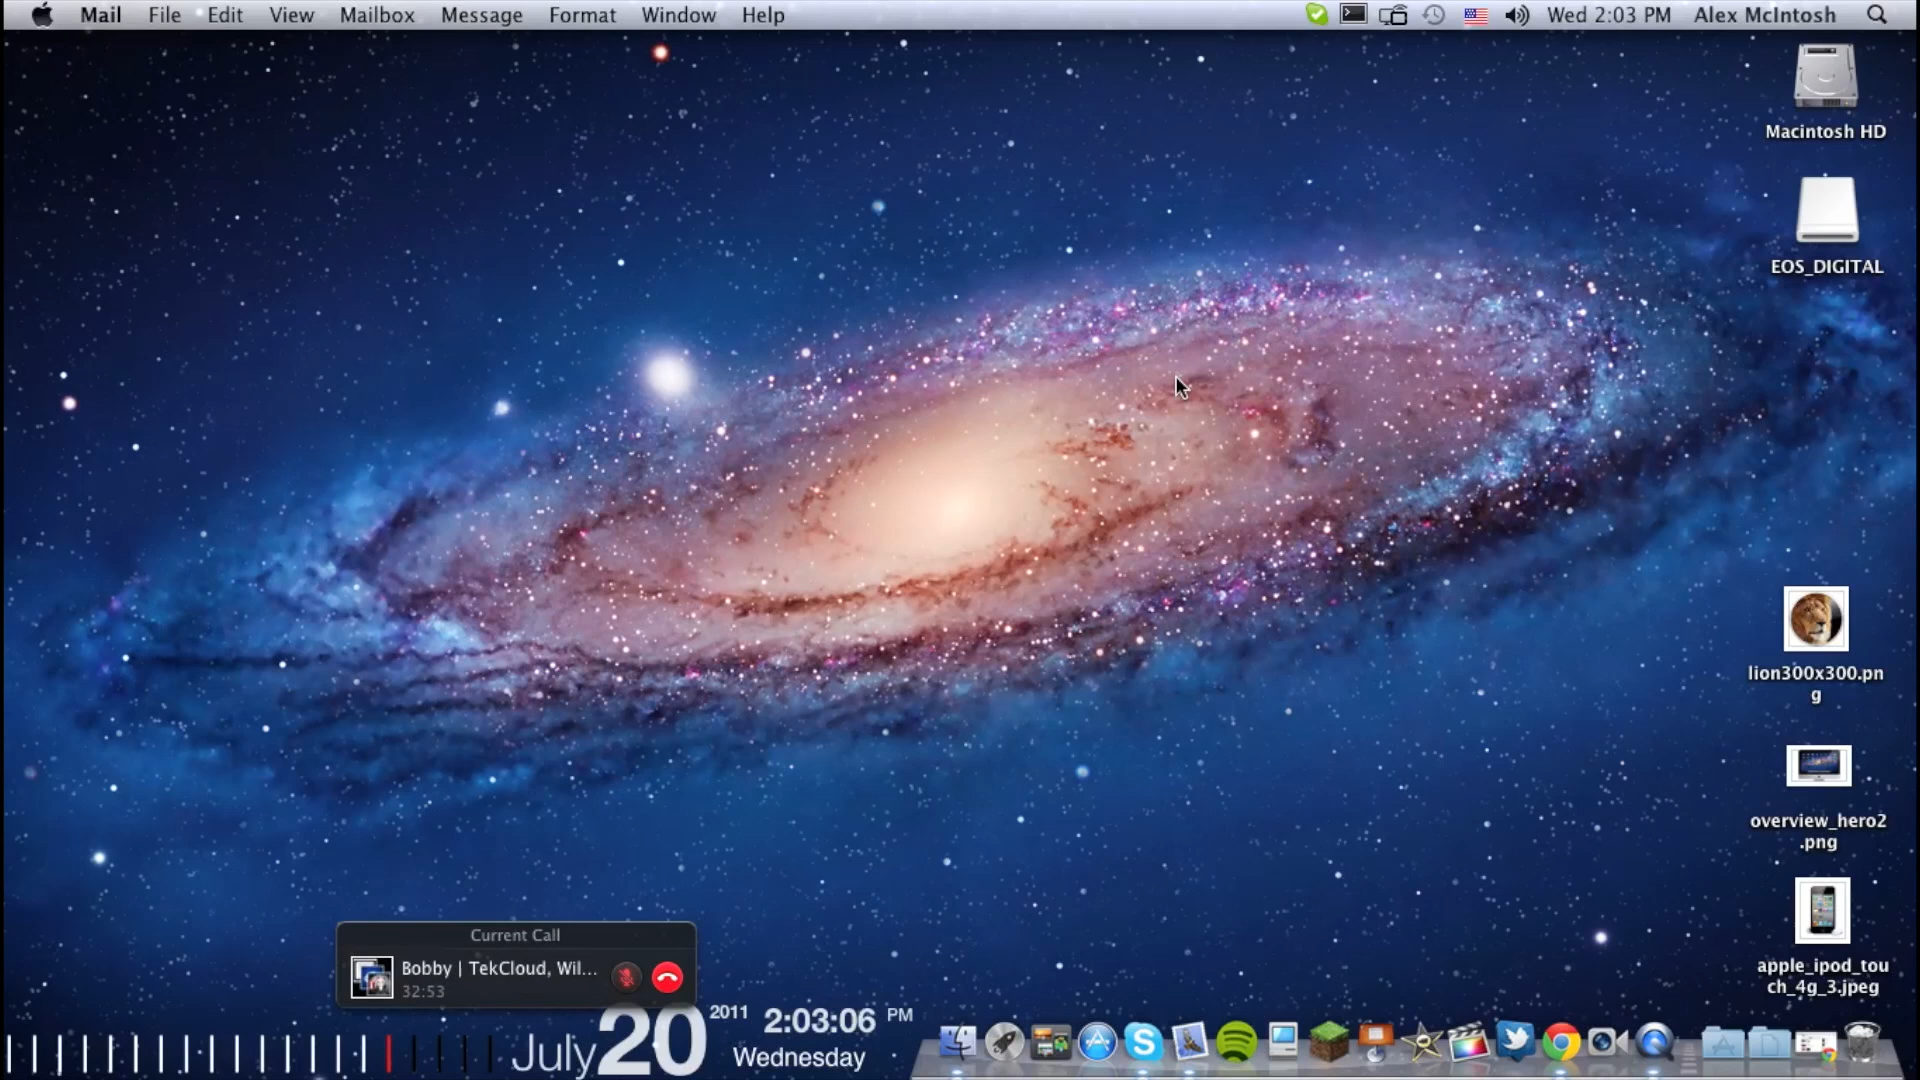 Mail File Edit View Mailbox Message Format Window Help Wed 2:03 PM Alex McIntosh
Macintosh HD
EOS_DIGITAL
lion300x300.pn
g
overview_hero2
.png
apple_ipod_tou
ch_4g_3.jpeg
Current Call
Bobby | TekCloud, Wil...
32:53
July 20 2011 2:03:06 PM
Wednesday